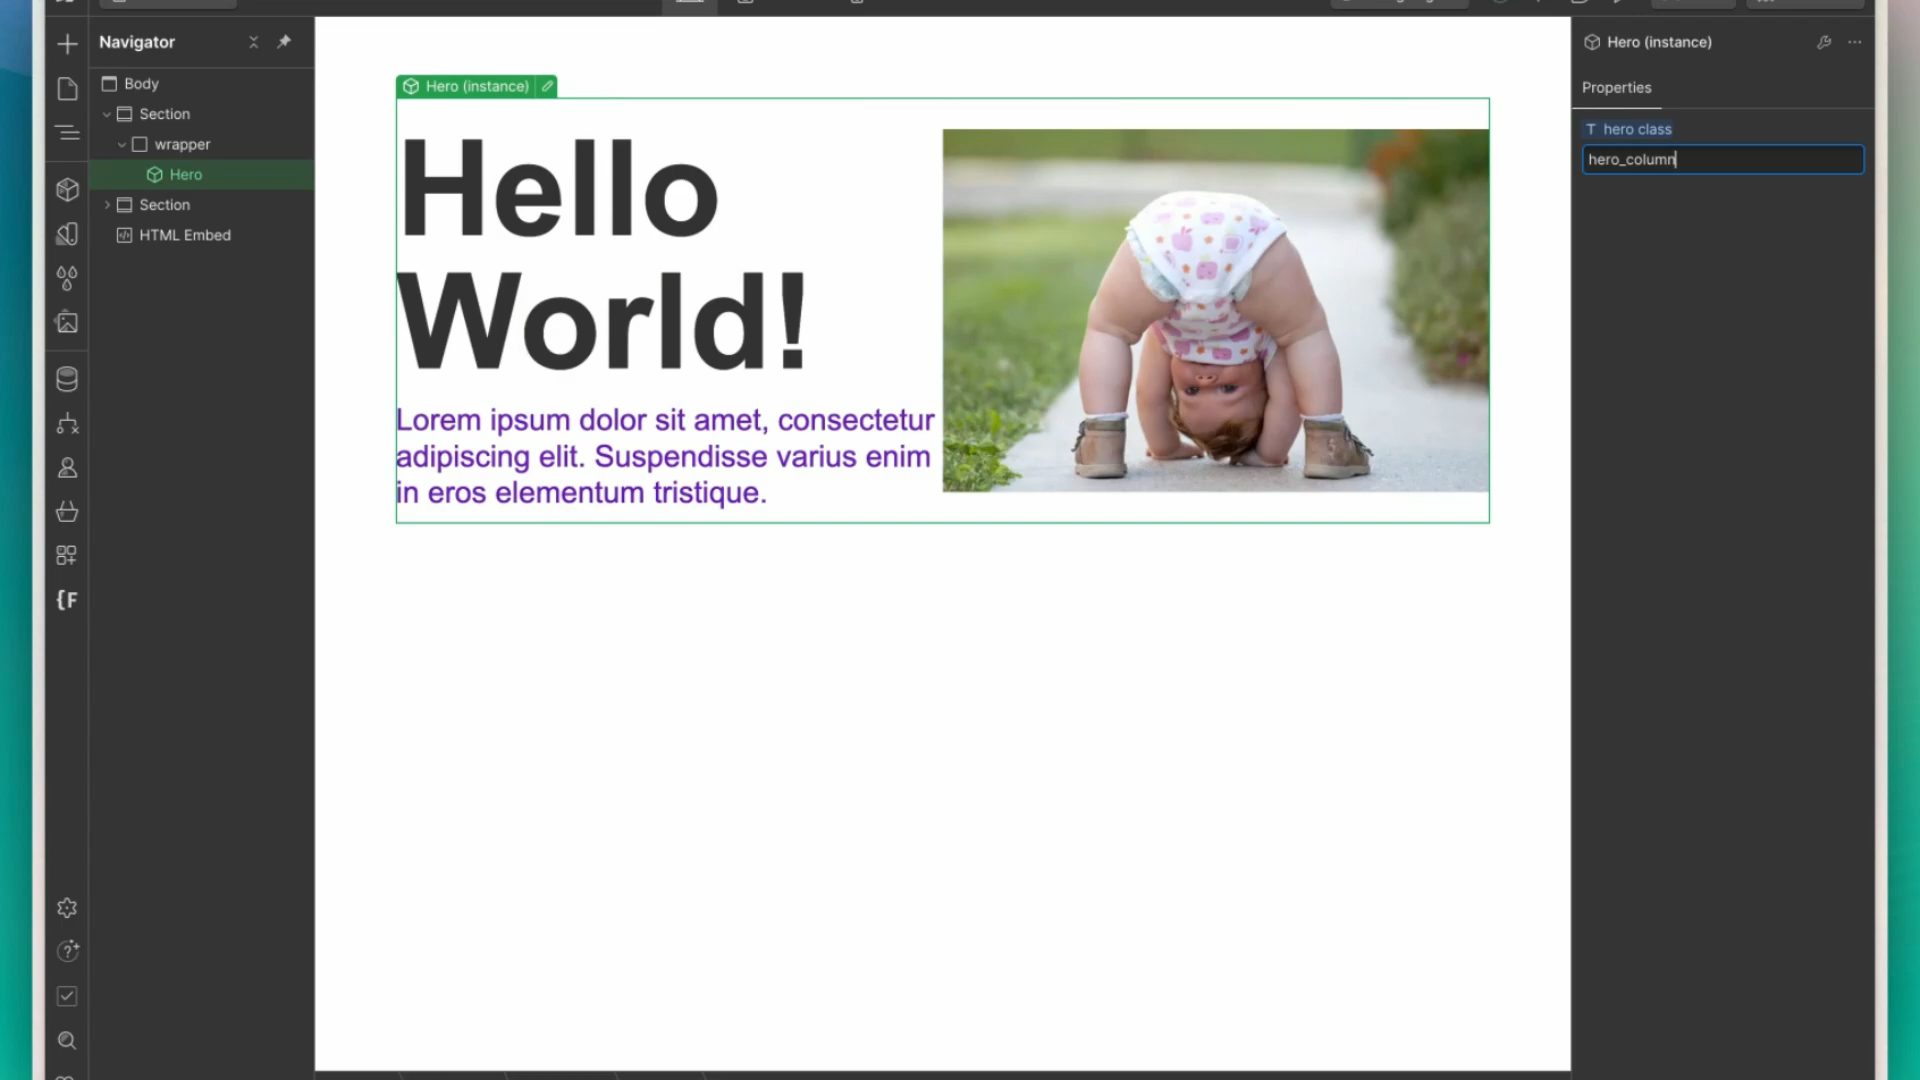 Navigator
Body
Section
wrapper
Hero
Section
HTML Embed
{F
Hero (instance)
Hello
World!
Lorem ipsum dolor sit amet, consectetur
adipiscing elit. Suspendisse varius enim
in eros elementum tristique.
Hero (instance)
Properties
T hero class
hero_column